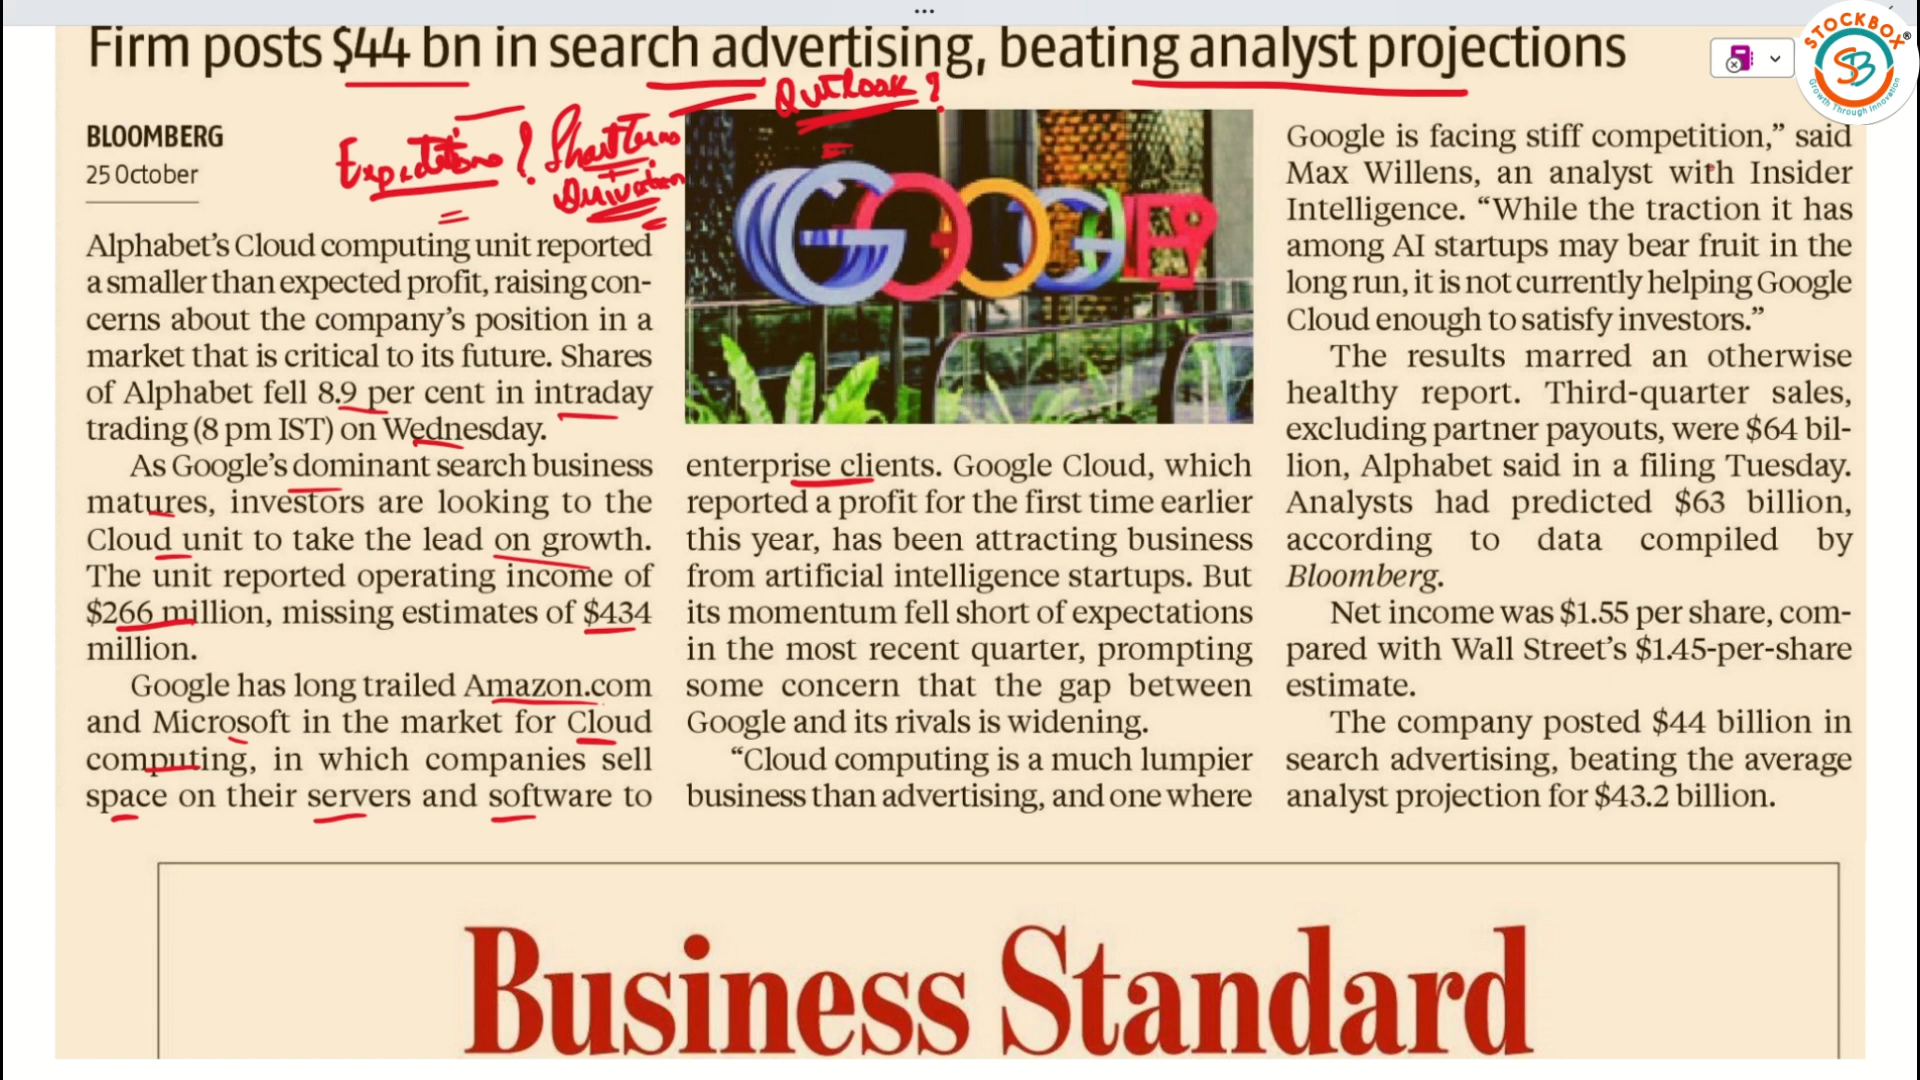 ...
Firm posts $44 bn in search advertising, beating analyst projections
STOCKBOX®
SB
Growth Through Innovation
Outlook?
Expectations? Short Term
BLOOMBERG
25 October
Alphabet’s Cloud computing unit reported
a smaller than expected profit, raising con-
cerns about the company’s position in a
market that is critical to its future. Shares
of Alphabet fell 8.9 per cent in intraday
trading (8 pm IST) on Wednesday.
As Google’s dominant search business
matures, investors are looking to the
Cloud unit to take the lead on growth.
The unit reported operating income of
$266 million, missing estimates of $434
million.
Google has long trailed Amazon.com
and Microsoft in the market for Cloud
computing, in which companies sell
space on their servers and software to
GOOGLE
enterprise clients. Google Cloud, which
reported a profit for the first time earlier
this year, has been attracting business
from artificial intelligence startups. But
its momentum fell short of expectations
in the most recent quarter, prompting
some concern that the gap between
Google and its rivals is widening.
“Cloud computing is a much lumpier
business than advertising, and one where
Google is facing stiff competition,” said
Max Willens, an analyst with Insider
Intelligence. “While the traction it has
among AI startups may bear fruit in the
long run, it is not currently helping Google
Cloud enough to satisfy investors.”
The results marred an otherwise
healthy report. Third-quarter sales,
excluding partner payouts, were $64 bil-
lion, Alphabet said in a filing Tuesday.
Analysts had predicted $63 billion,
according to data compiled by
Bloomberg.
Net income was $1.55 per share, com-
pared with Wall Street’s $1.45-per-share
estimate.
The company posted $44 billion in
search advertising, beating the average
analyst projection for $43.2 billion.
Business Standard